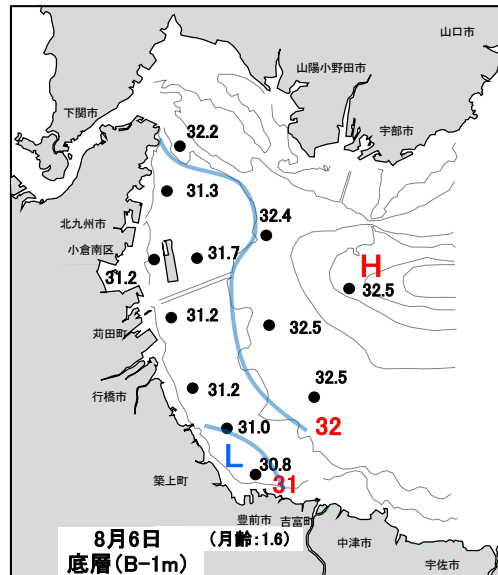 山口市
山陽小野田市
下関市
宇部市
32.2
31.3
北九州市
32.4
小倉南区
31.7
31.2
H
32.5
31.2
苅田町
32.5
行橋市
31.2
32.5
31.0
32
L
30.8
築上町
31
豊前市
吉富町
8月6日 (月齢:1.6)
中津市
底層(B-1m)
宇佐市